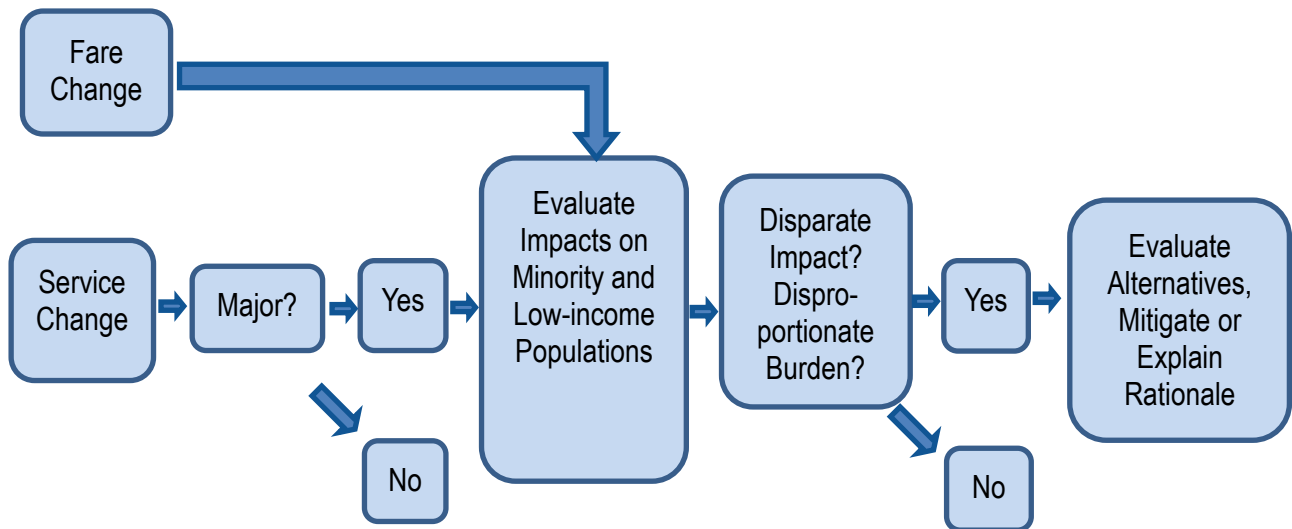 Fare
Change
Service
Change
Major?
Yes
No
Evaluate
Impacts on
Minority and
Low-income
Populations
Disparate
Impact?
Dispro-
portionate
Burden?
Yes
No
Evaluate
Alternatives,
Mitigate or
Explain
Rationale